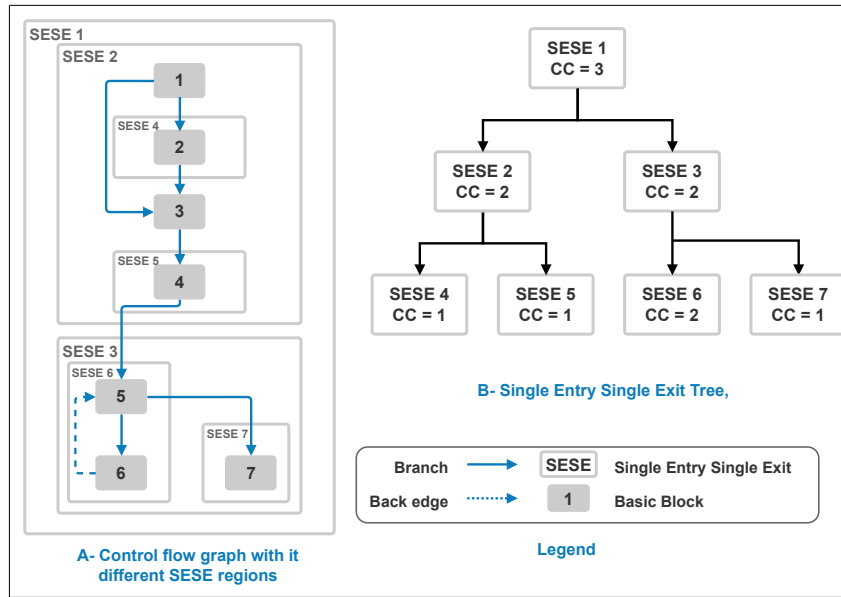 SESE 1
SESE 2
1
SESE 4
2
3
SESE 5
4
SESE 3
SESE 6
5
SESE 7
6
7
A- Control flow graph with it
different SESE regions
SESE 1
CC = 3
SESE 2
CC = 2
SESE 3
CC = 2
SESE 4
CC = 1
SESE 5
CC = 1
SESE 6
CC = 2
SESE 7
CC = 1
B- Single Entry Single Exit Tree,
Branch
SESE
Single Entry Single Exit
Back edge
1
Basic Block
Legend